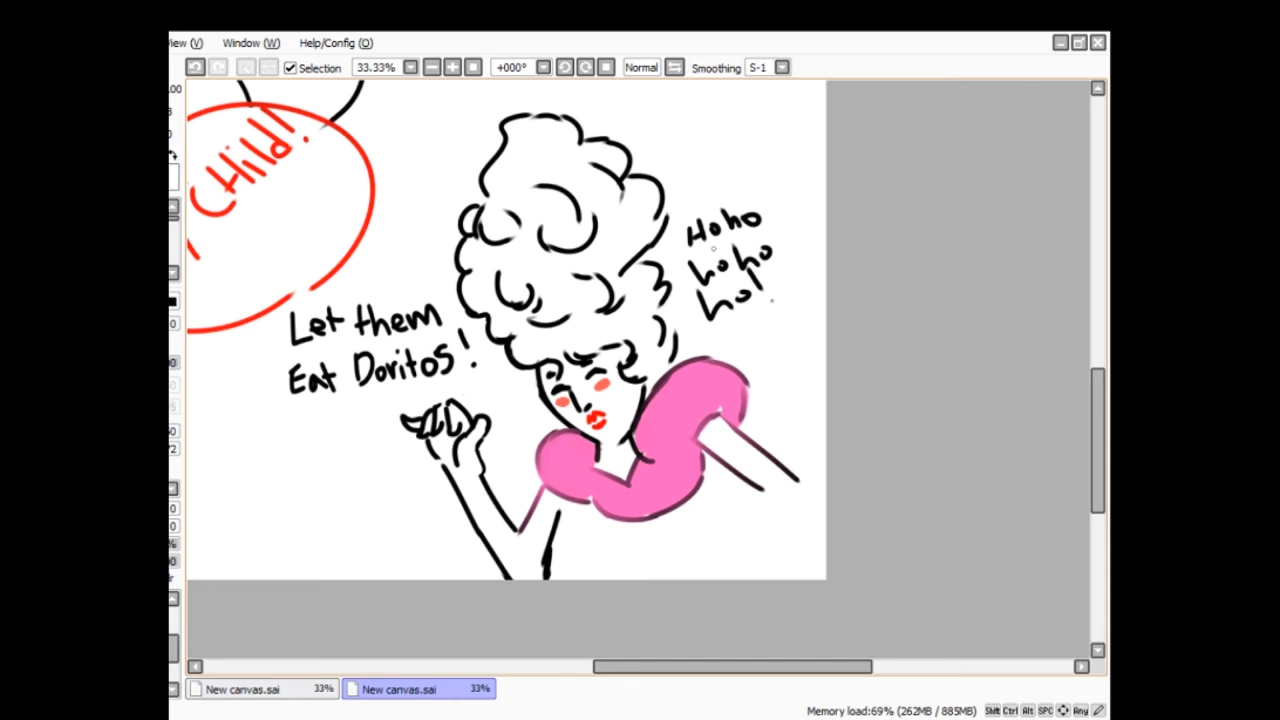 View (V) Window (W) Help/Config (O)
Selection 33.33% +000° Normal Smoothing S-1
CHild!
Hoho
hoho
ho!
Let them
Eat Doritos!
New canvas.sai 33% New canvas.sai 33%
Memory load:69% (262MB / 885MB) Shift Ctrl Alt SPC Any